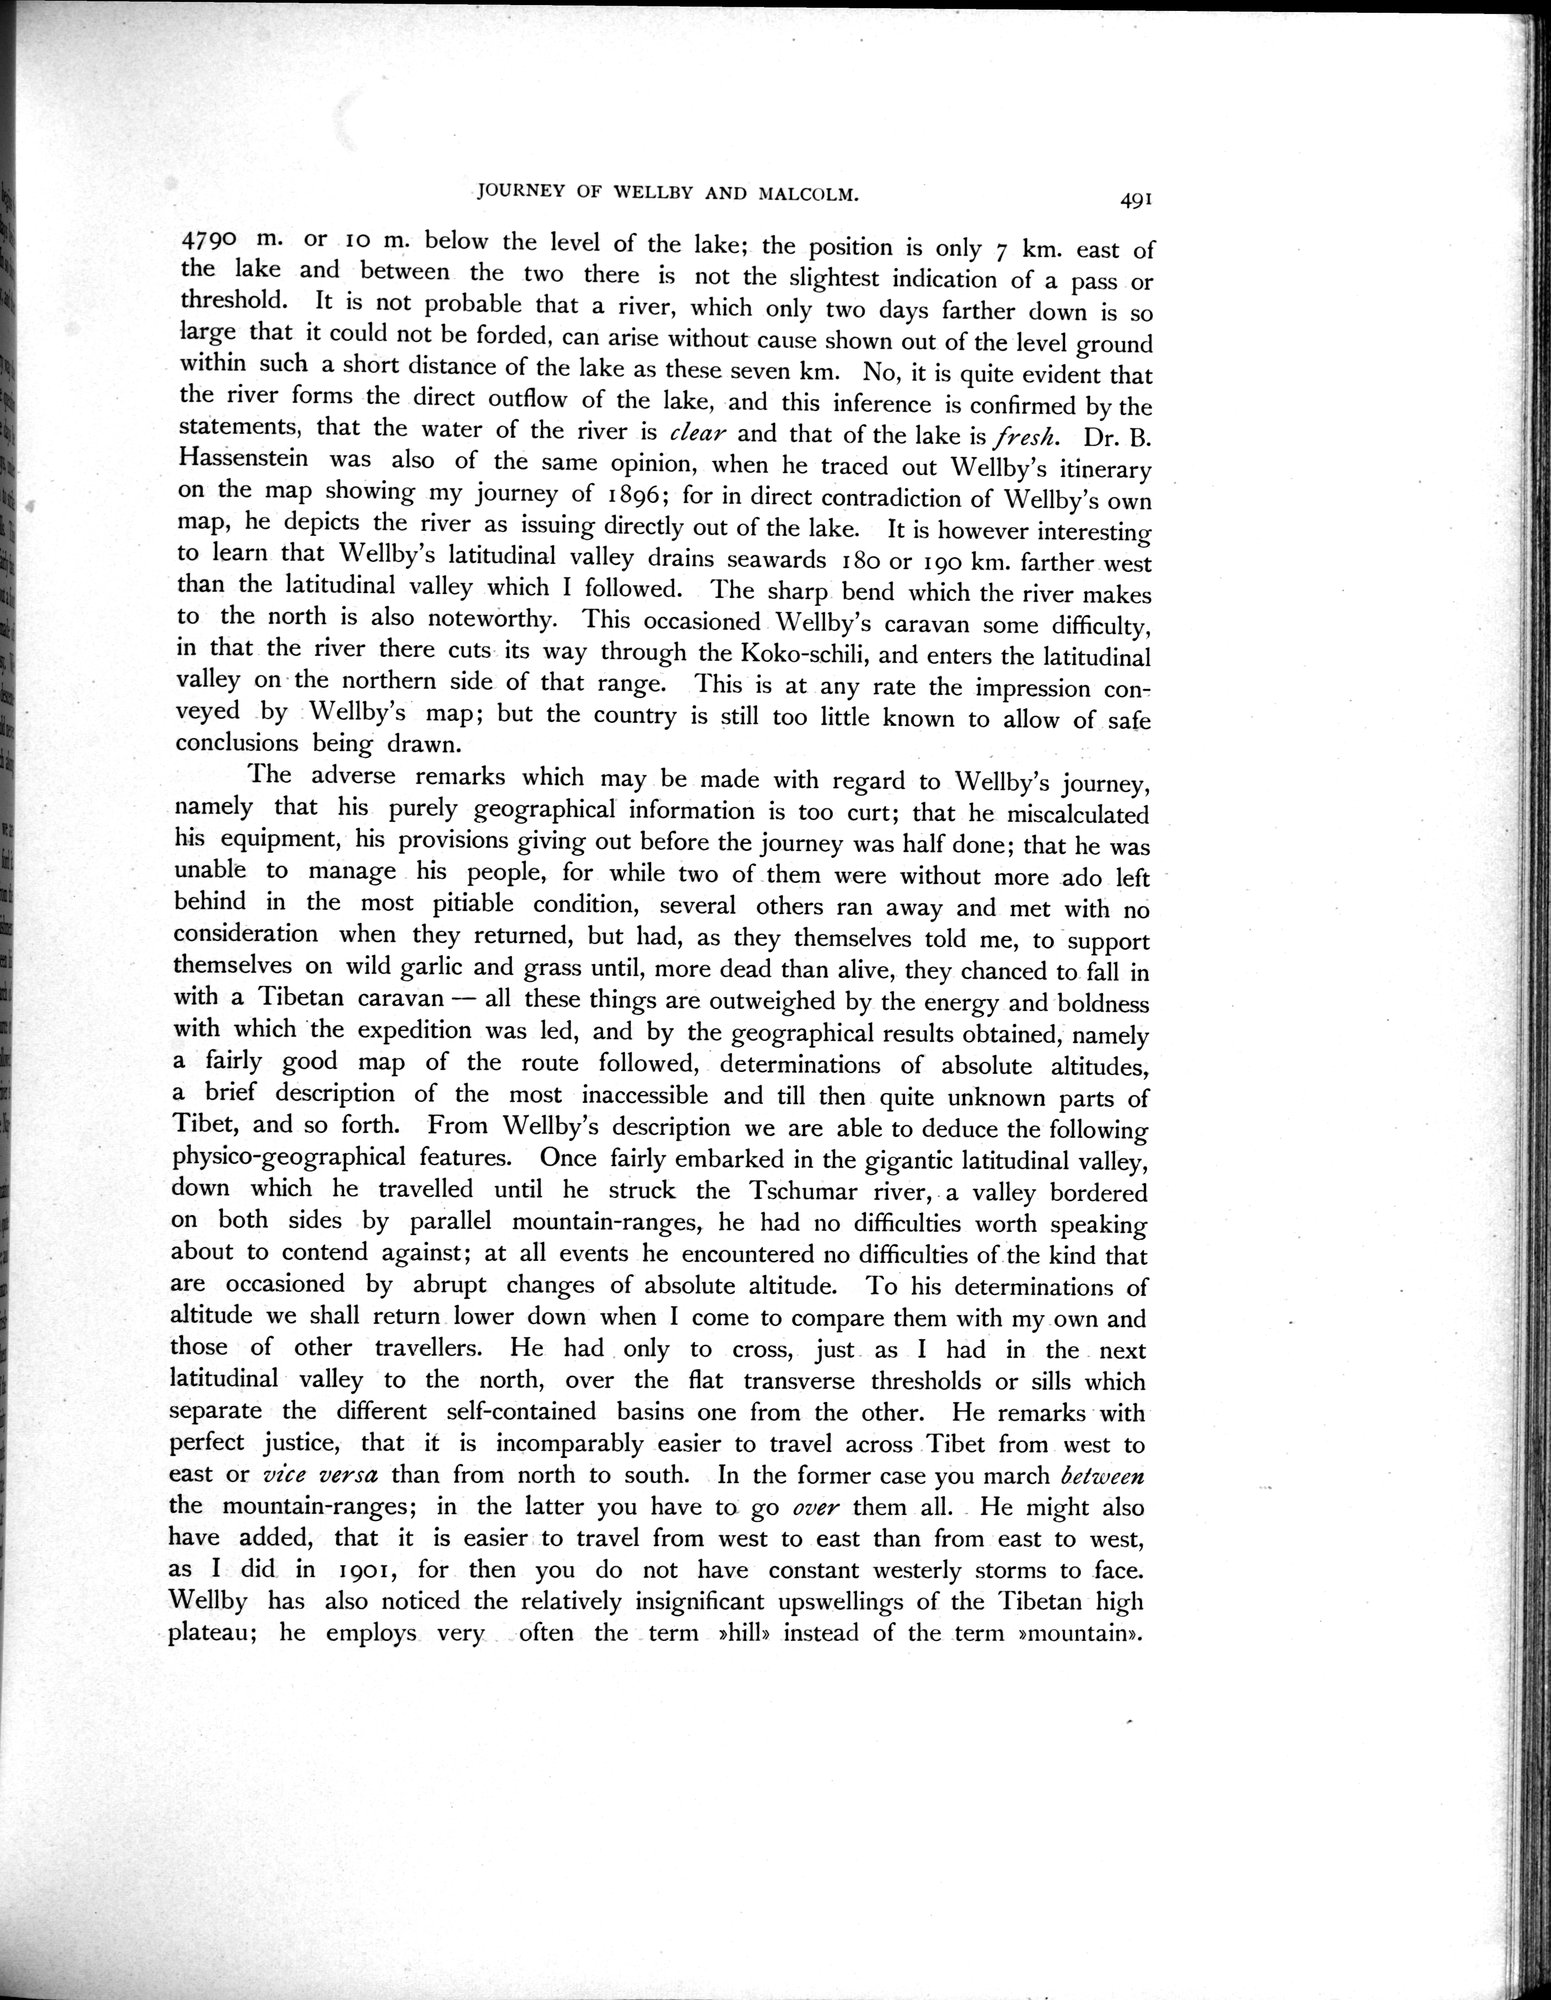 JOURNEY OF WELLBY AND MALCOLM.
491
4790 m. or 10 m. below the level of the lake; the position is only 7 km. east of
the lake and between the two there is not the slightest indication of a pass or
threshold. It is not probable that a river, which only two days farther down is so
large that it could not be forded, can arise without cause shown out of the level ground
within such a short distance of the lake as these seven km. No, it is quite evident that
the river forms the direct outflow of the lake, and this inference is confirmed by the
statements, that the water of the river is clear and that of the lake is fresh. Dr. B.
Hassenstein was also of the same opinion, when he traced out Wellby's itinerary
on the map showing my journey of 1896; for in direct contradiction of Wellby's own
map, he depicts the river as issuing directly out of the lake. It is however interesting
to learn that Wellby's latitudinal valley drains seawards 180 or 190 km. farther west
than the latitudinal valley which I followed. The sharp bend which the river makes
to the north is also noteworthy. This occasioned Wellby's caravan some difficulty,
in that the river there cuts its way through the Koko-schili, and enters the latitudinal
valley on the northern side of that range. This is at any rate the impression con-
veyed by Wellby's map; but the country is still too little known to allow of safe
conclusions being drawn.
The adverse remarks which may be made with regard to Wellby's journey,
namely that his purely geographical information is too curt; that he miscalculated
his equipment, his provisions giving out before the journey was half done; that he was
unable to manage his people, for while two of them were without more ado left
behind in the most pitiable condition, several others ran away and met with no
consideration when they returned, but had, as they themselves told me, to support
themselves on wild garlic and grass until, more dead than alive, they chanced to fall in
with a Tibetan caravan — all these things are outweighed by the energy and boldness
with which the expedition was led, and by the geographical results obtained, namely
a fairly good map of the route followed, determinations of absolute altitudes,
a brief description of the most inaccessible and till then quite unknown parts of
Tibet, and so forth. From Wellby's description we are able to deduce the following
physico-geographical features. Once fairly embarked in the gigantic latitudinal valley,
down which he travelled until he struck the Tschumar river, a valley bordered
on both sides by parallel mountain-ranges, he had no difficulties worth speaking
about to contend against; at all events he encountered no difficulties of the kind that
are occasioned by abrupt changes of absolute altitude. To his determinations of
altitude we shall return lower down when I come to compare them with my own and
those of other travellers. He had only to cross, just as I had in the next
latitudinal valley to the north, over the flat transverse thresholds or sills which
separate the different self-contained basins one from the other. He remarks with
perfect justice, that it is incomparably easier to travel across Tibet from west to
east or vice versa than from north to south. In the former case you march between
the mountain-ranges; in the latter you have to go over them all. He might also
have added, that it is easier to travel from west to east than from east to west,
as I did in 1901, for then you do not have constant westerly storms to face.
Wellby has also noticed the relatively insignificant upswellings of the Tibetan high
plateau; he employs very often the term »hill» instead of the term »mountain».